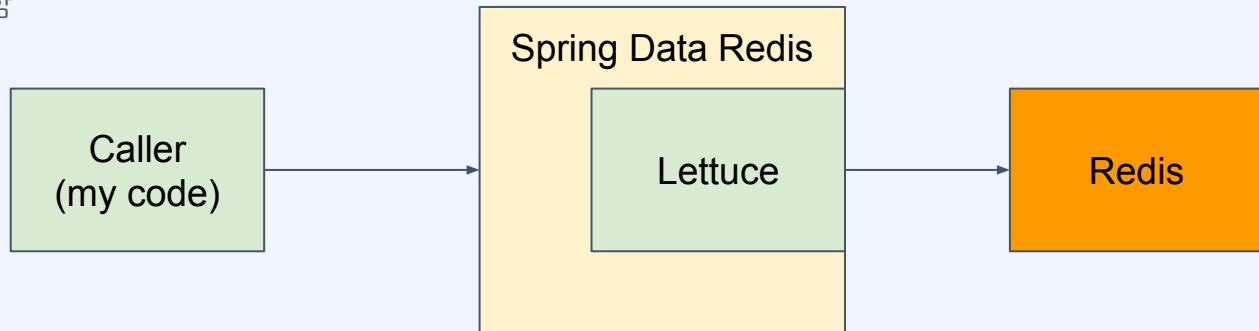 Spring Data Redis
Caller
(my code)
Lettuce
Redis